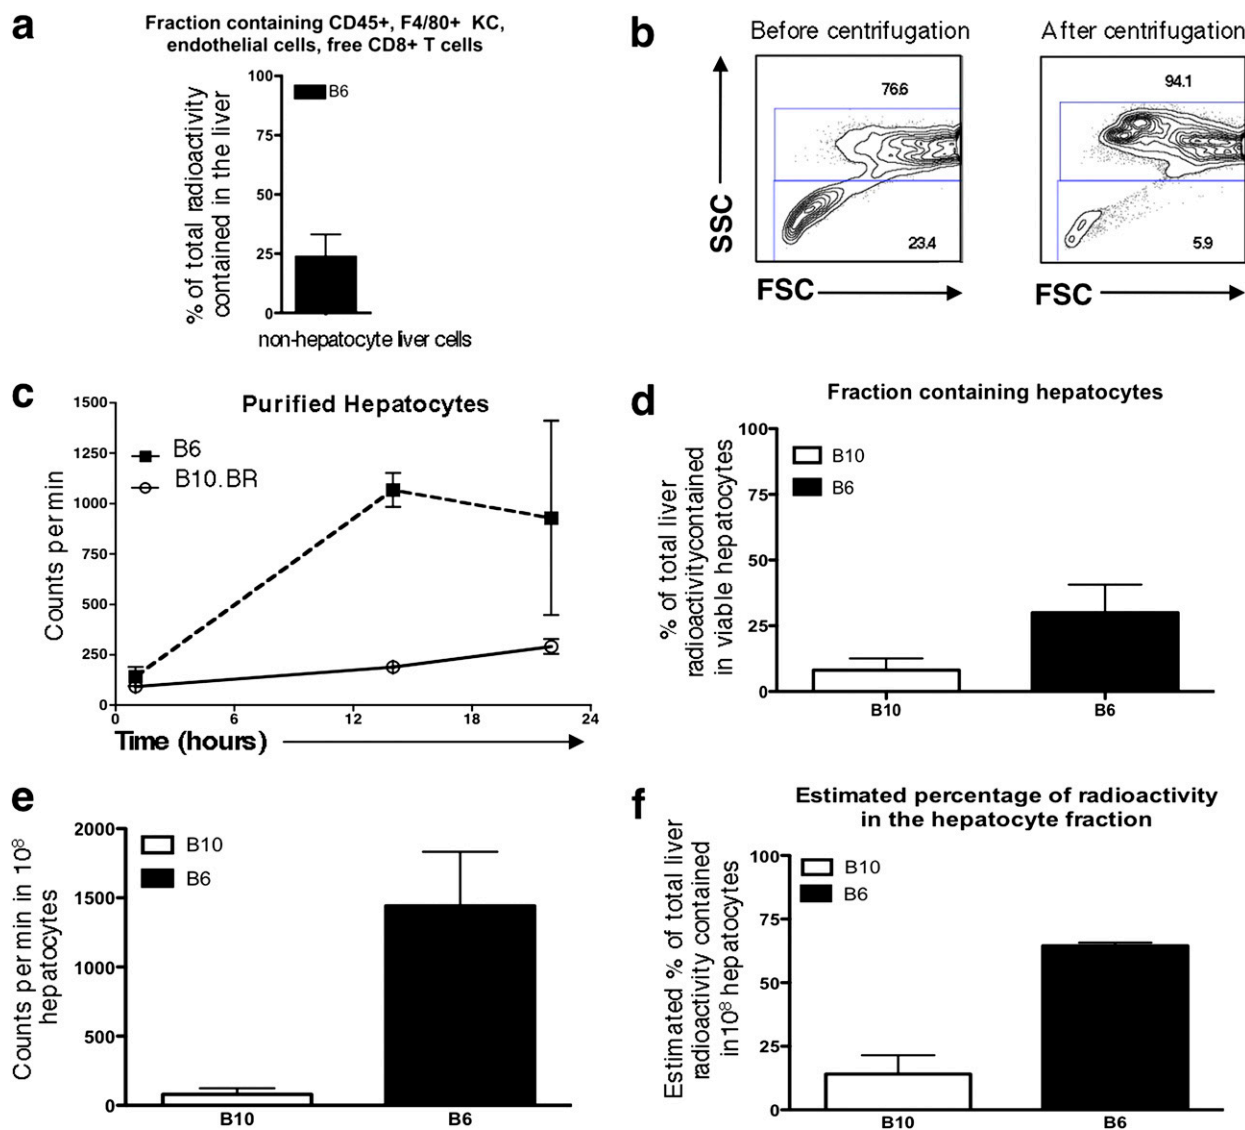 a
Fraction containing CD45+, F4/80+ KC,
endothelial cells, free CD8+ T cells
% of total radioactivity
contained in the liver
100
75
50
25
0
B6
non-hepatocyte liver cells
b
Before centrifugation
After centrifugation
SSC
76.6
23.4
94.1
5.9
FSC
FSC
c
Purified Hepatocytes
Counts per min
1500
1250
1000
750
500
250
0
B6
B10.BR
0 6 12 18 24
Time (hours)
d
Fraction containing hepatocytes
% of total liver
radioactivitycontained
in viable hepatocytes
100
75
50
25
0
B10
B6
B10 B6
e
Counts per min in 10⁸
hepatocytes
2000
1500
1000
500
0
B10
B6
B10 B6
f
Estimated percentage of radioactivity
in the hepatocyte fraction
Estimated % of total liver
radioactivity contained
in10⁸ hepatocytes
100
75
50
25
0
B10
B6
B10 B6